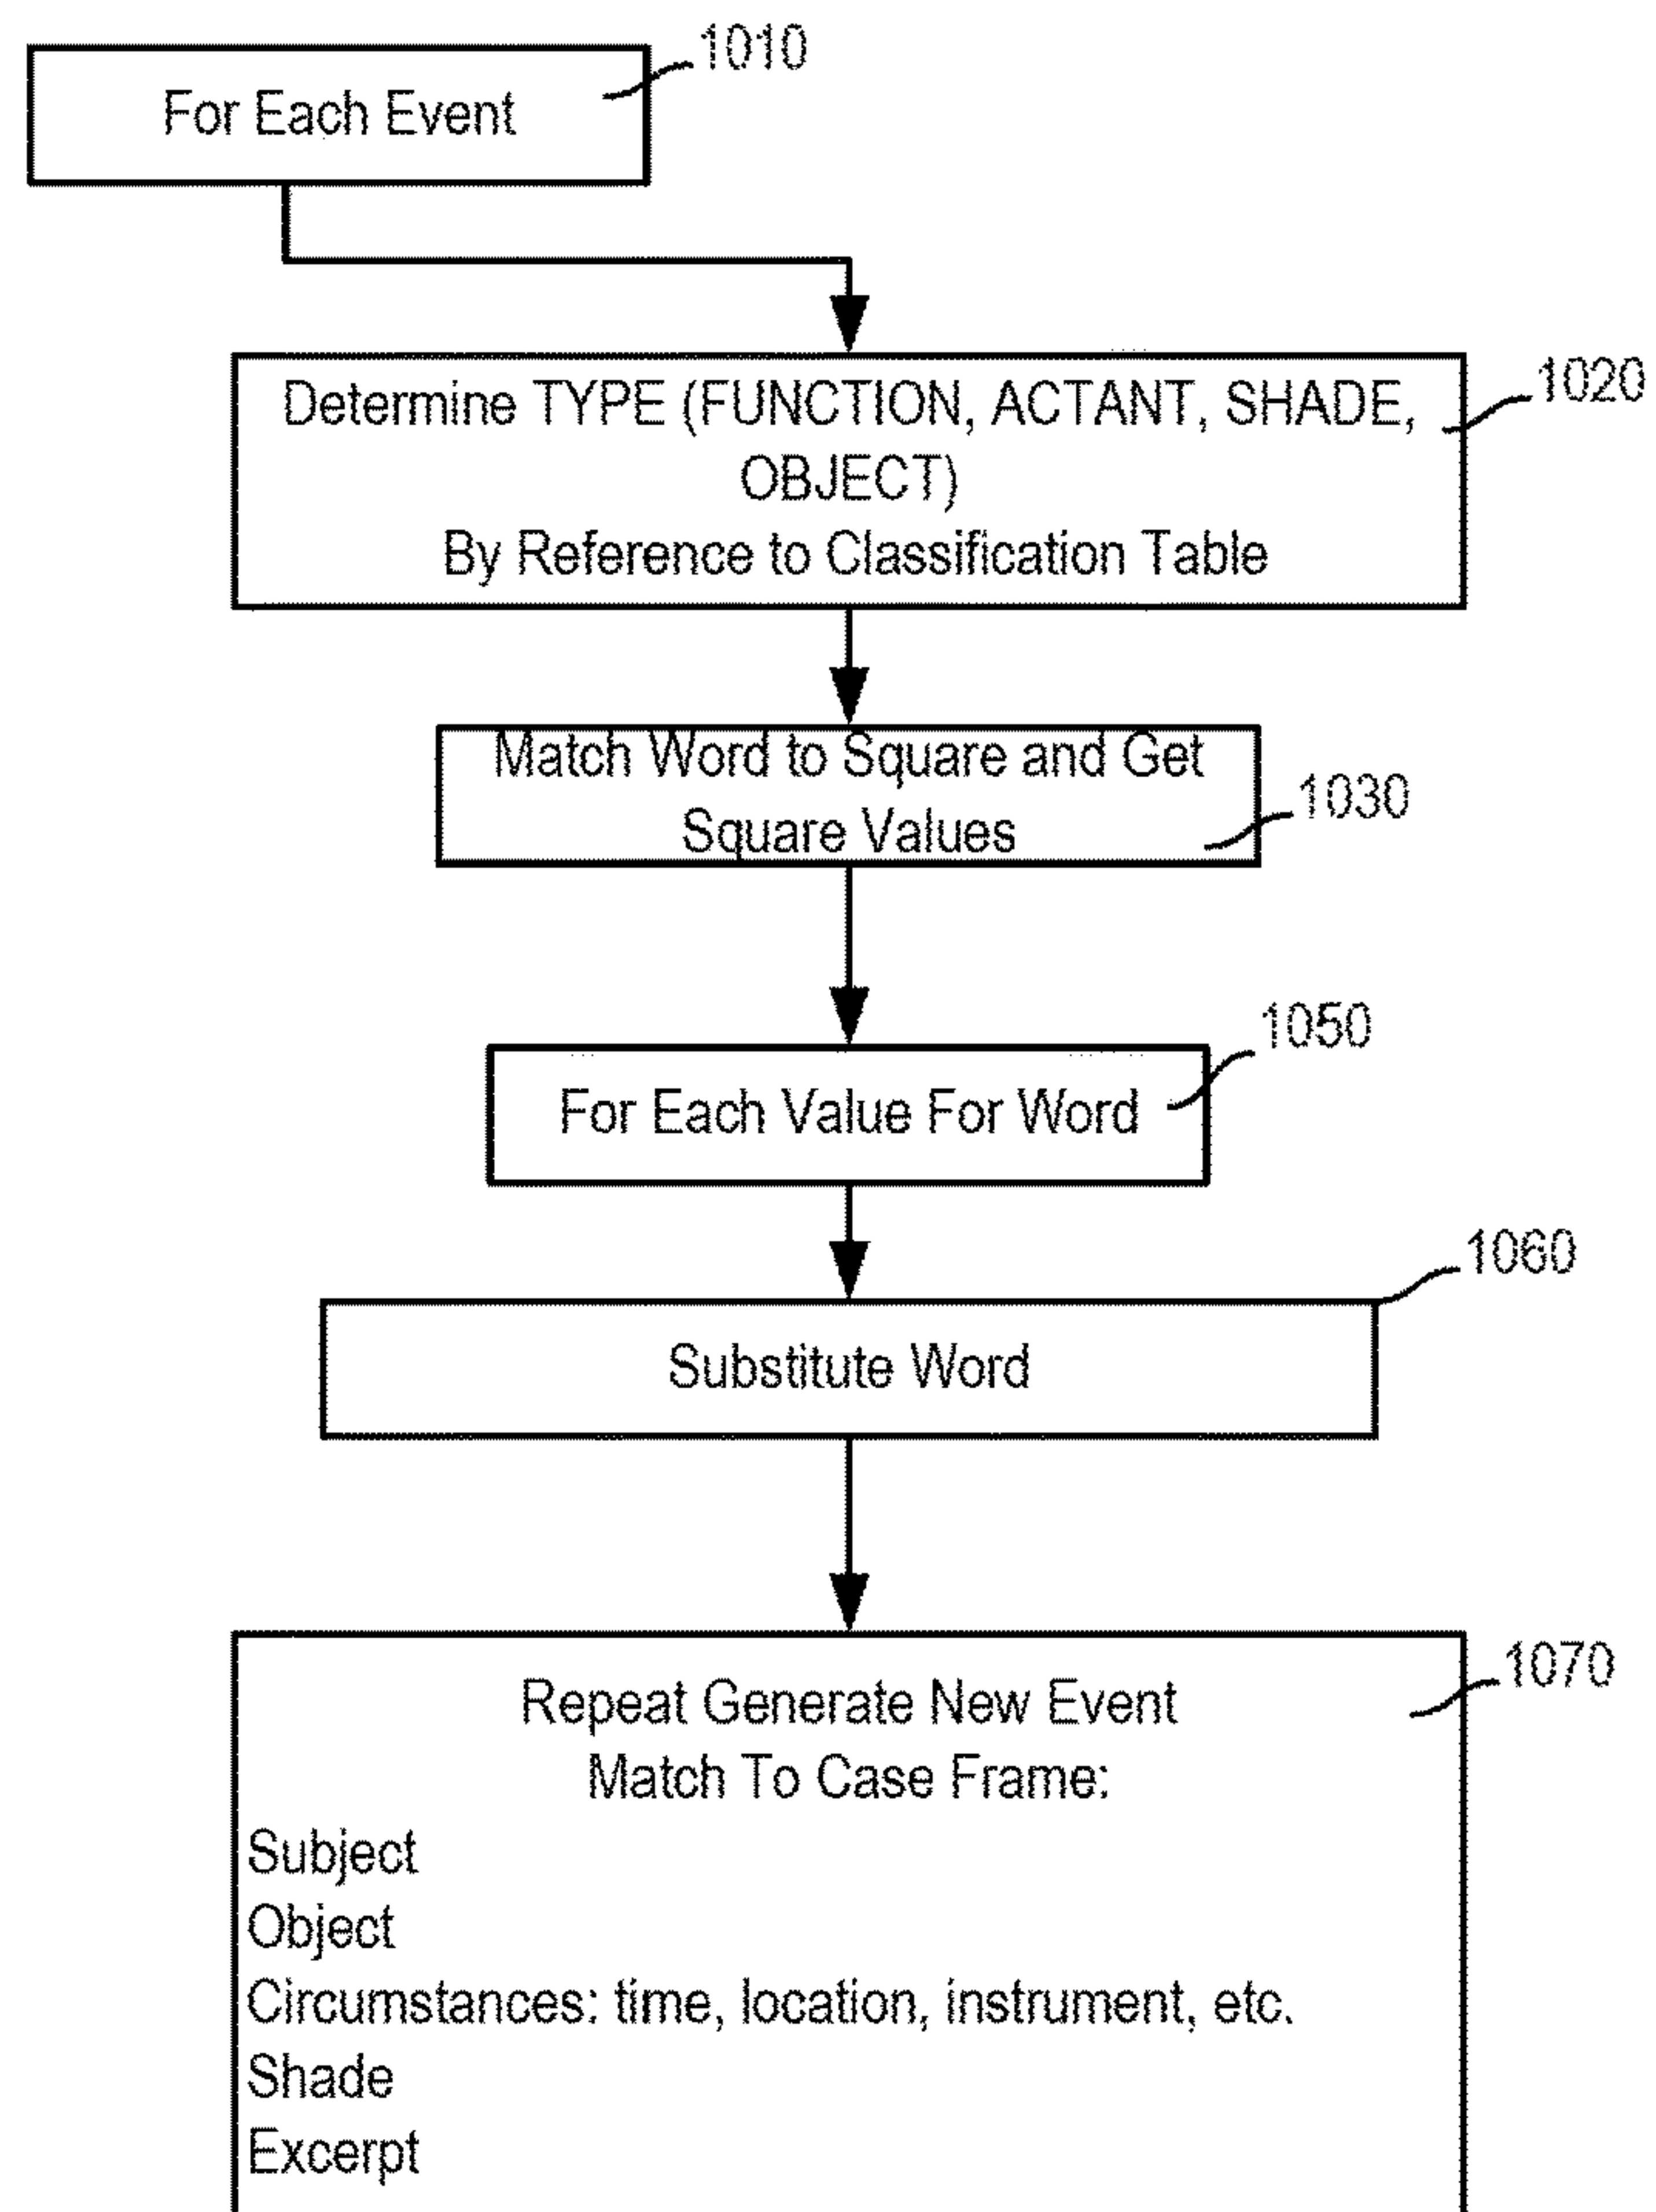 1010
For Each Event
1020
Determine TYPE (FUNCTION, ACTANT, SHADE,
OBJECT)
By Reference to Classification Table
Match Word to Square and Get
1030
Square Values
1050
For Each Value For Word
1060
Substitute Word
1070
Repeat Generate New Event
Match To Case Frame:
Subject
Object
Circumstances: time, location, instrument, etc.
Shade
Excerpt